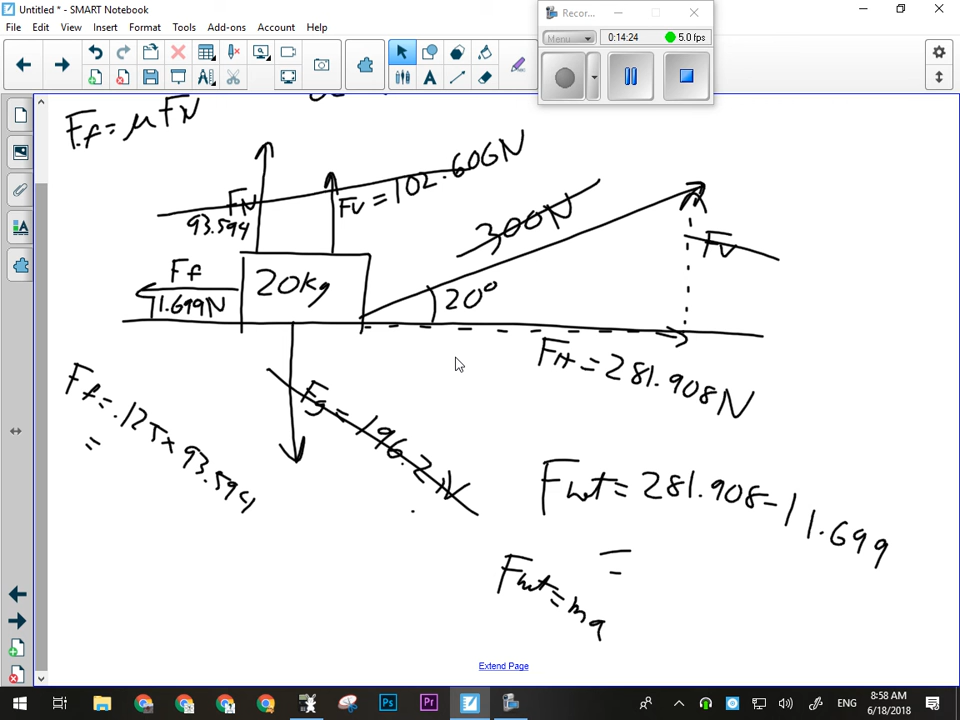 Untitled * - SMART Notebook
File Edit View Insert Format Tools Add-ons Window Help
Recor...
Menu
0:14:24
5.0 fps
F.f = μFN
FN
93.594
Fv = 102.606N
300N
Fv
Ff
11.699N
20kg
20°
FH = 281.908N
Fg = 196.2N
Ff = .125 × 93.594
=
Fnet = 281.908 - 11.699
=
Fnet = ma
Extend Page
ENG
8:58 AM
6/18/2018